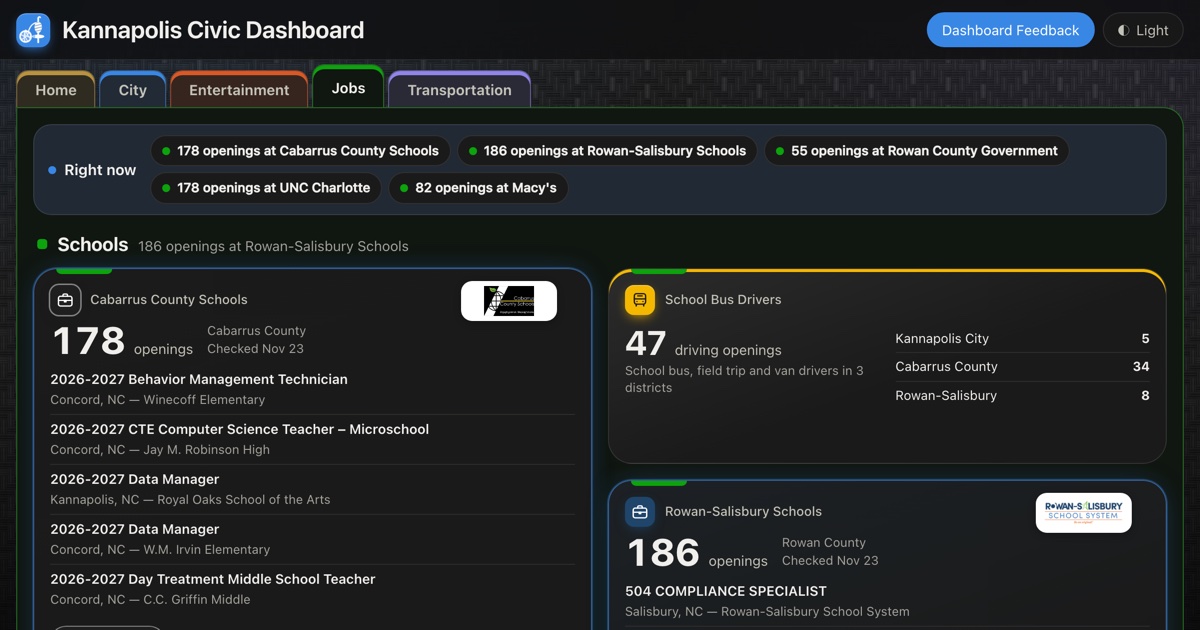 Kannapolis Civic Dashboard
Dashboard Feedback
Light
Home
City
Entertainment
Jobs
Transportation
Right now
178 openings at Cabarrus County Schools
186 openings at Rowan-Salisbury Schools
55 openings at Rowan County Government
178 openings at UNC Charlotte
82 openings at Macy's
Schools 186 openings at Rowan-Salisbury Schools
Cabarrus County Schools
Cabarrus
County Schools
178 openings
Cabarrus County
Checked Nov 23
2026-2027 Behavior Management Technician
Concord, NC — Winecoff Elementary
2026-2027 CTE Computer Science Teacher – Microschool
Concord, NC — Jay M. Robinson High
2026-2027 Data Manager
Kannapolis, NC — Royal Oaks School of the Arts
2026-2027 Data Manager
Concord, NC — W.M. Irvin Elementary
2026-2027 Day Treatment Middle School Teacher
Concord, NC — C.C. Griffin Middle
School Bus Drivers
47 driving openings
School bus, field trip and van drivers in 3
districts
Kannapolis City 5
Cabarrus County 34
Rowan-Salisbury 8
Rowan-Salisbury Schools
ROWAN-SALISBURY
SCHOOL SYSTEM
186 openings
Rowan County
Checked Nov 23
504 COMPLIANCE SPECIALIST
Salisbury, NC — Rowan-Salisbury School System